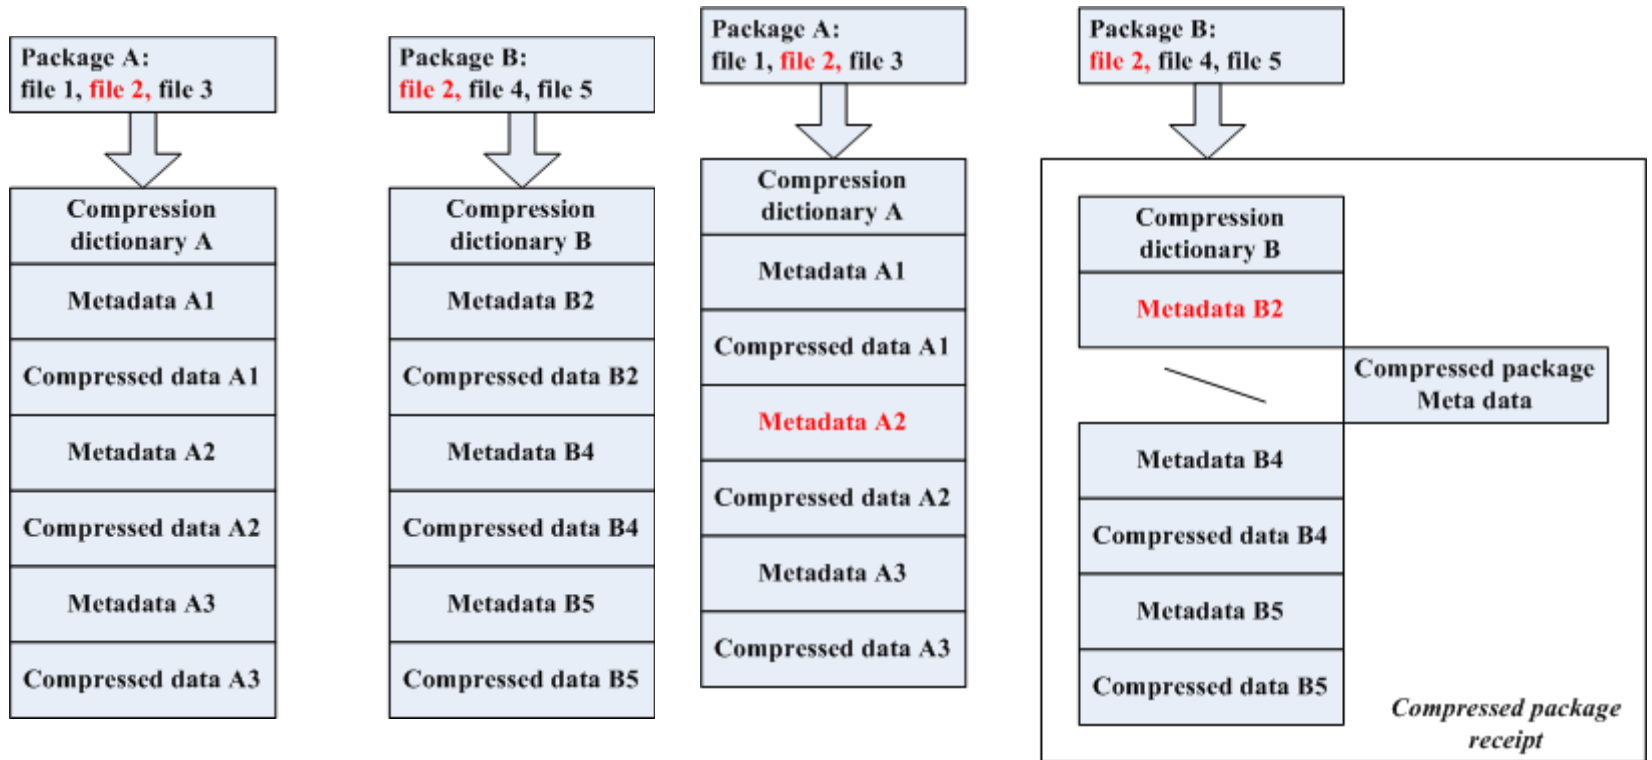 Package A:
file 1, file 2, file 3
Compression
dictionary A
Metadata A1
Compressed data A1
Metadata A2
Compressed data A2
Metadata A3
Compressed data A3
Package B:
file 2, file 4, file 5
Compression
dictionary B
Metadata B2
Compressed data B2
Metadata B4
Compressed data B4
Metadata B5
Compressed data B5
Package A:
file 1, file 2, file 3
Compression
dictionary A
Metadata A1
Compressed data A1
Metadata A2
Compressed data A2
Metadata A3
Compressed data A3
Package B:
file 2, file 4, file 5
Compression
dictionary B
Metadata B2
Compressed package
Meta data
Metadata B4
Compressed data B4
Metadata B5
Compressed data B5
Compressed package
receipt